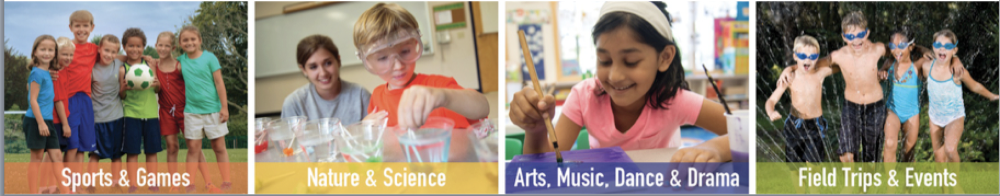 Sports & Games
Nature & Science
Arts, Music, Dance & Drama
Field Trips & Events